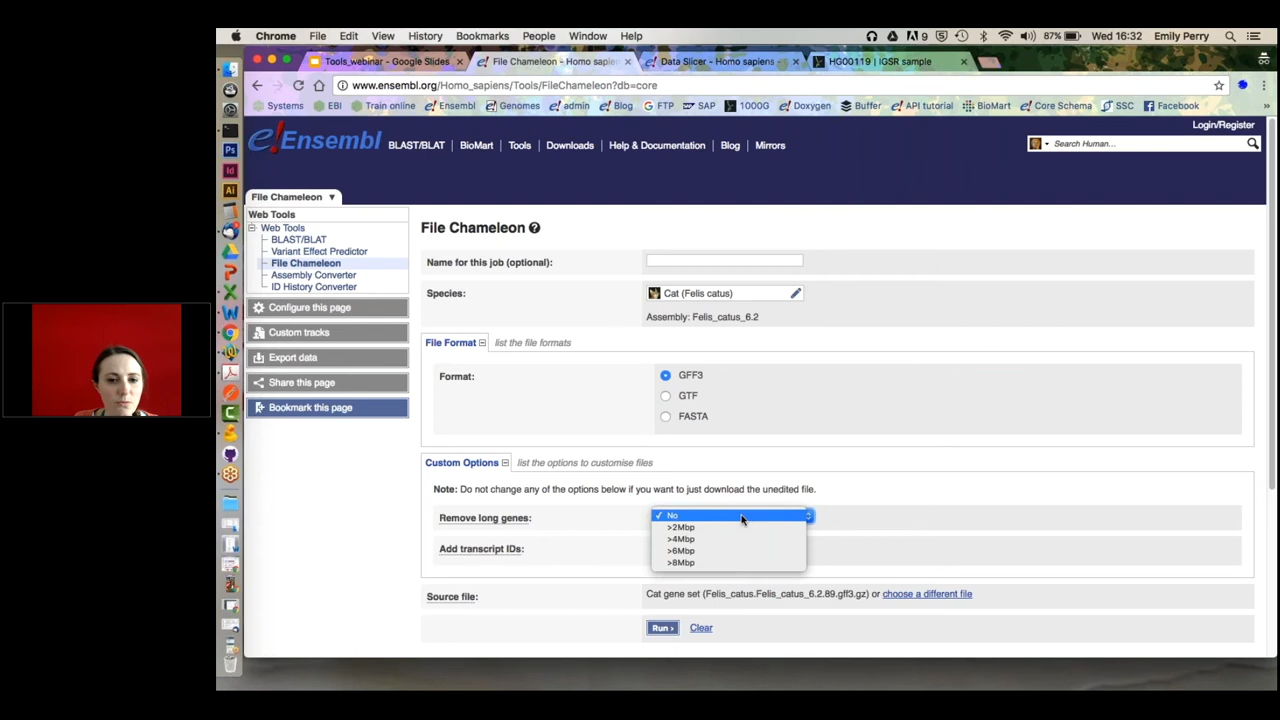 Chrome File Edit View History Bookmarks People Window Help 9 5 87% Wed 16:32 Emily Perry
Tools_webinar - Google Slides × e! File Chameleon - Homo sapien × e! Data Slicer - Homo sapiens - × HG00119 | IGSR sample ×
www.ensembl.org/Homo_sapiens/Tools/FileChameleon?db=core
Systems EBI Train online e! Ensembl Genomes e! admin e! Blog G FTP SAP 1000G e! Doxygen Buffer e! API tutorial BioMart e! Core Schema SSC Facebook »
Login/Register
e!Ensembl BLAST/BLAT BioMart Tools Downloads Help & Documentation Blog Mirrors Search Human...
File Chameleon ▼
Web Tools
Web Tools
BLAST/BLAT
Variant Effect Predictor
File Chameleon
Assembly Converter
ID History Converter
Configure this page
Custom tracks
Export data
Share this page
Bookmark this page
File Chameleon
Name for this job (optional):
Species: Cat (Felis catus)
Assembly: Felis_catus_6.2
File Format list the file formats
Format: GFF3
GTF
FASTA
Custom Options list the options to customise files
Note: Do not change any of the options below if you want to just download the unedited file.
Remove long genes: ✓ No
>2Mbp
>4Mbp
>6Mbp
>8Mbp
Add transcript IDs:
Source file: Cat gene set (Felis_catus.Felis_catus_6.2.89.gff3.gz) or choose a different file
Run › Clear